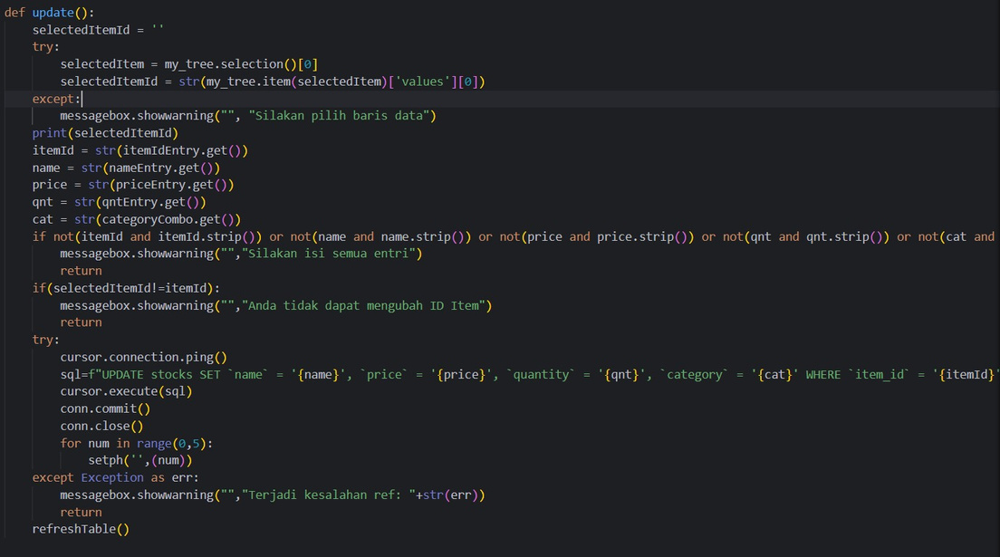 def update():
    selectedItemId = ''
    try:
        selectedItem = my_tree.selection()[0]
        selectedItemId = str(my_tree.item(selectedItem)['values'][0])
    except:
        messagebox.showwarning("", "Silakan pilih baris data")
    print(selectedItemId)
    itemId = str(itemIdEntry.get())
    name = str(nameEntry.get())
    price = str(priceEntry.get())
    qnt = str(qntEntry.get())
    cat = str(categoryCombo.get())
    if not(itemId and itemId.strip()) or not(name and name.strip()) or not(price and price.strip()) or not(qnt and qnt.strip()) or not(cat and
        messagebox.showwarning("","Silakan isi semua entri")
        return
    if(selectedItemId!=itemId):
        messagebox.showwarning("","Anda tidak dapat mengubah ID Item")
        return
    try:
        cursor.connection.ping()
        sql=f"UPDATE stocks SET `name` = '{name}', `price` = '{price}', `quantity` = '{qnt}', `category` = '{cat}' WHERE `item_id` = '{itemId}'
        cursor.execute(sql)
        conn.commit()
        conn.close()
        for num in range(0,5):
            setph('',(num))
    except Exception as err:
        messagebox.showwarning("","Terjadi kesalahan ref: "+str(err))
        return
    refreshTable()